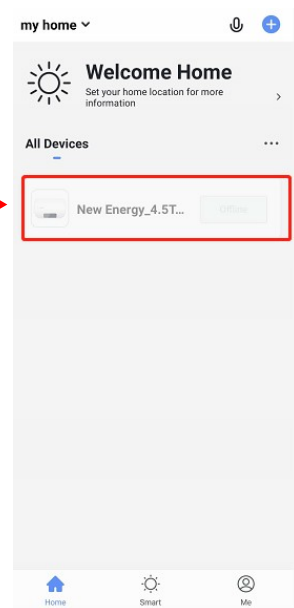 my home
Welcome Home
Set your home location for more
information
All Devices
New Energy_4.5T...
Offline
Home
Smart
Me